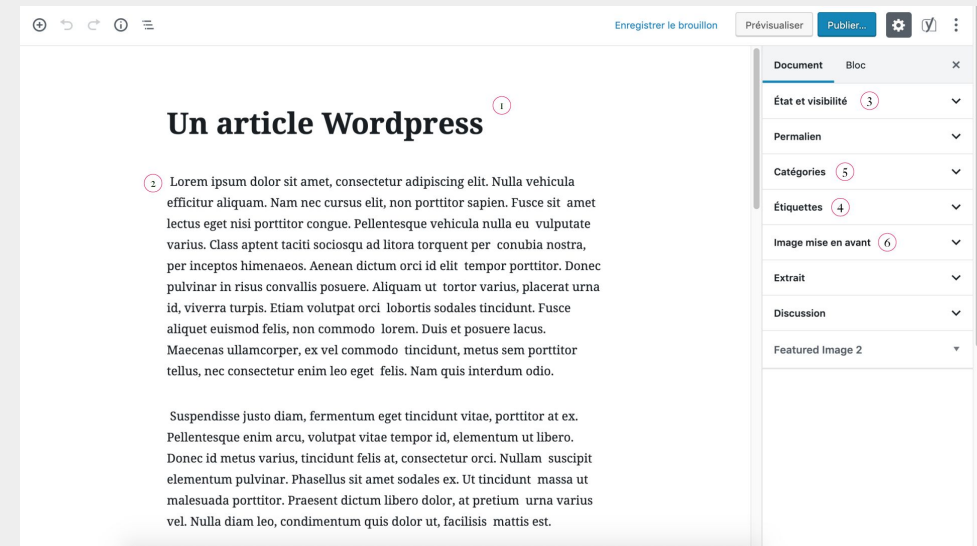 Enregistrer le brouillon Prévisualiser Publier...
Document Bloc
Un article Wordpress 1
État et visibilité 3
Permalien
Catégories 5
Étiquettes 4
Image mise en avant 6
Extrait
Discussion
Featured Image 2
2 Lorem ipsum dolor sit amet, consectetur adipiscing elit. Nulla vehicula
efficitur aliquam. Nam nec cursus elit, non porttitor sapien. Fusce sit amet
lectus eget nisi porttitor congue. Pellentesque vehicula nulla eu vulputate
varius. Class aptent taciti sociosqu ad litora torquent per conubia nostra,
per inceptos himenaeos. Aenean dictum orci id elit tempor porttitor. Donec
pulvinar in risus convallis posuere. Aliquam ut tortor varius, placerat urna
id, viverra turpis. Etiam volutpat orci lobortis sodales tincidunt. Fusce
aliquet euismod felis, non commodo lorem. Duis et posuere lacus.
Maecenas ullamcorper, ex vel commodo tincidunt, metus sem porttitor
tellus, nec consectetur enim leo eget felis. Nam quis interdum odio.
Suspendisse justo diam, fermentum eget tincidunt vitae, porttitor at ex.
Pellentesque enim arcu, volutpat vitae tempor id, elementum ut libero.
Donec id metus varius, tincidunt felis at, consectetur orci. Nullam suscipit
elementum pulvinar. Phasellus sit amet sodales ex. Ut tincidunt massa ut
malesuada porttitor. Praesent dictum libero dolor, at pretium urna varius
vel. Nulla diam leo, condimentum quis dolor ut, facilisis mattis est.